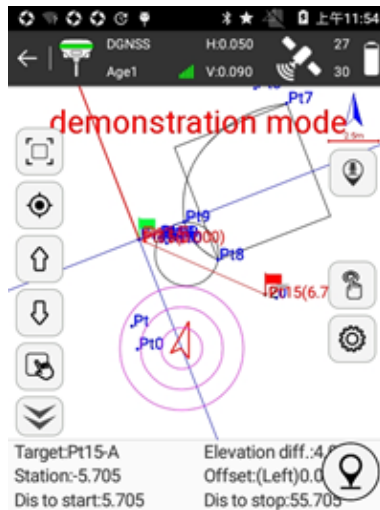 上午11:54
DGNSS H:0.050 27
Age1 V:0.090 30
Pt7
demonstration mode
2.5m
Pt9
Pt8
Pt15(6.7
Pt
Pt0
Target:Pt15-A Elevation diff.:4.
Station:-5.705 Offset:(Left)0.0
Dis to start:5.705 Dis to stop:55.705